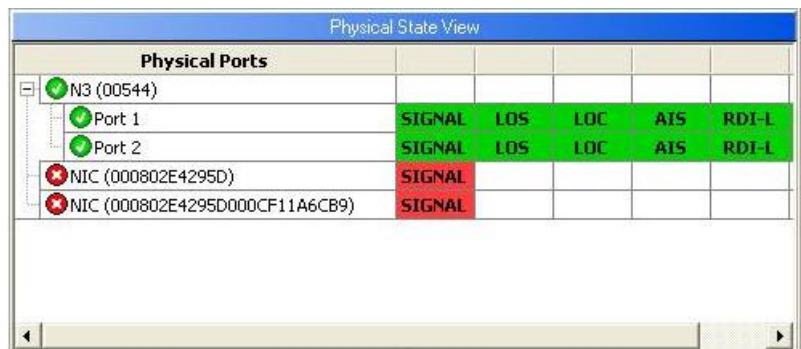 Physical State View
Physical Ports
N3 (00544)
Port 1 SIGNAL LOS LOC AIS RDI-L
Port 2 SIGNAL LOS LOC AIS RDI-L
NIC (000802E4295D) SIGNAL
NIC (000802E4295D000CF11A6CB9) SIGNAL